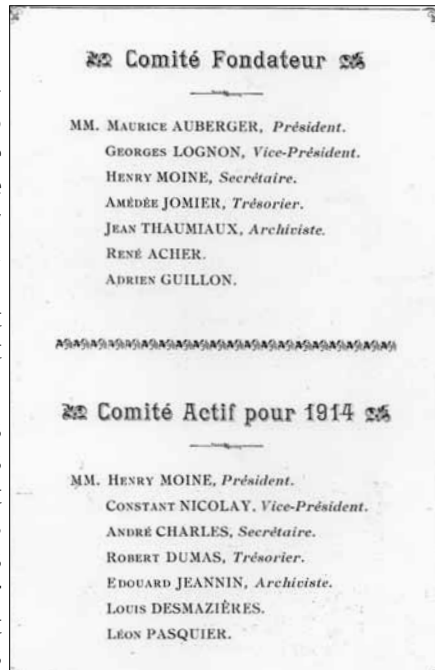 Comité Fondateur
MM. MAURICE AUBERGER, Président.
GEORGES LOGNON, Vice-Président.
HENRY MOINE, Secrétaire.
AMÉDÉE JOMIER, Trésorier.
JEAN THAUMIAUX, Archiviste.
RENÉ ACHER.
ADRIEN GUILLON.
Comité Actif pour 1914
MM. HENRY MOINE, Président.
CONSTANT NICOLAY, Vice-Président.
ANDRÉ CHARLES, Secrétaire.
ROBERT DUMAS, Trésorier.
EDOUARD JEANNIN, Archiviste.
LOUIS DESMAZIÈRES.
LÉON PASQUIER.